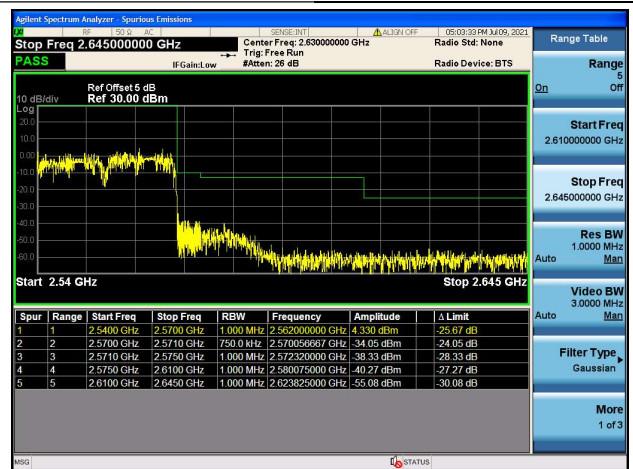 Agilent Spectrum Analyzer - Spurious Emissions
RF 50 Ω AC SENSE:INT ALIGN OFF 05:03:33 PM Jul 09, 2021
Stop Freq 2.645000000 GHz
Center Freq: 2.630000000 GHz
Radio Std: None
Trig: Free Run
PASS
IFGain:Low
#Atten: 26 dB
Radio Device: BTS
Ref Offset 5 dB
10 dB/div Ref 30.00 dBm
Log
20.0
10.0
0.00
-10.0
-20.0
-30.0
-40.0
-50.0
-60.0
Start 2.54 GHz Stop 2.645 GHz
Spur Range Start Freq Stop Freq RBW Frequency Amplitude Δ Limit
1 1 2.5400 GHz 2.5700 GHz 1.000 MHz 2.562000000 GHz 4.330 dBm -25.67 dB
2 2 2.5700 GHz 2.5710 GHz 750.0 kHz 2.570056667 GHz -34.05 dBm -24.05 dB
3 3 2.5710 GHz 2.5750 GHz 1.000 MHz 2.572320000 GHz -38.33 dBm -28.33 dB
4 4 2.5750 GHz 2.6100 GHz 1.000 MHz 2.580075000 GHz -40.27 dBm -27.27 dB
5 5 2.6100 GHz 2.6450 GHz 1.000 MHz 2.623825000 GHz -55.08 dBm -30.08 dB
MSG STATUS
Range Table
Range
5
On Off
Start Freq
2.610000000 GHz
Stop Freq
2.645000000 GHz
Res BW
1.0000 MHz
Auto Man
Video BW
3.0000 MHz
Auto Man
Filter Type
Gaussian
More
1 of 3